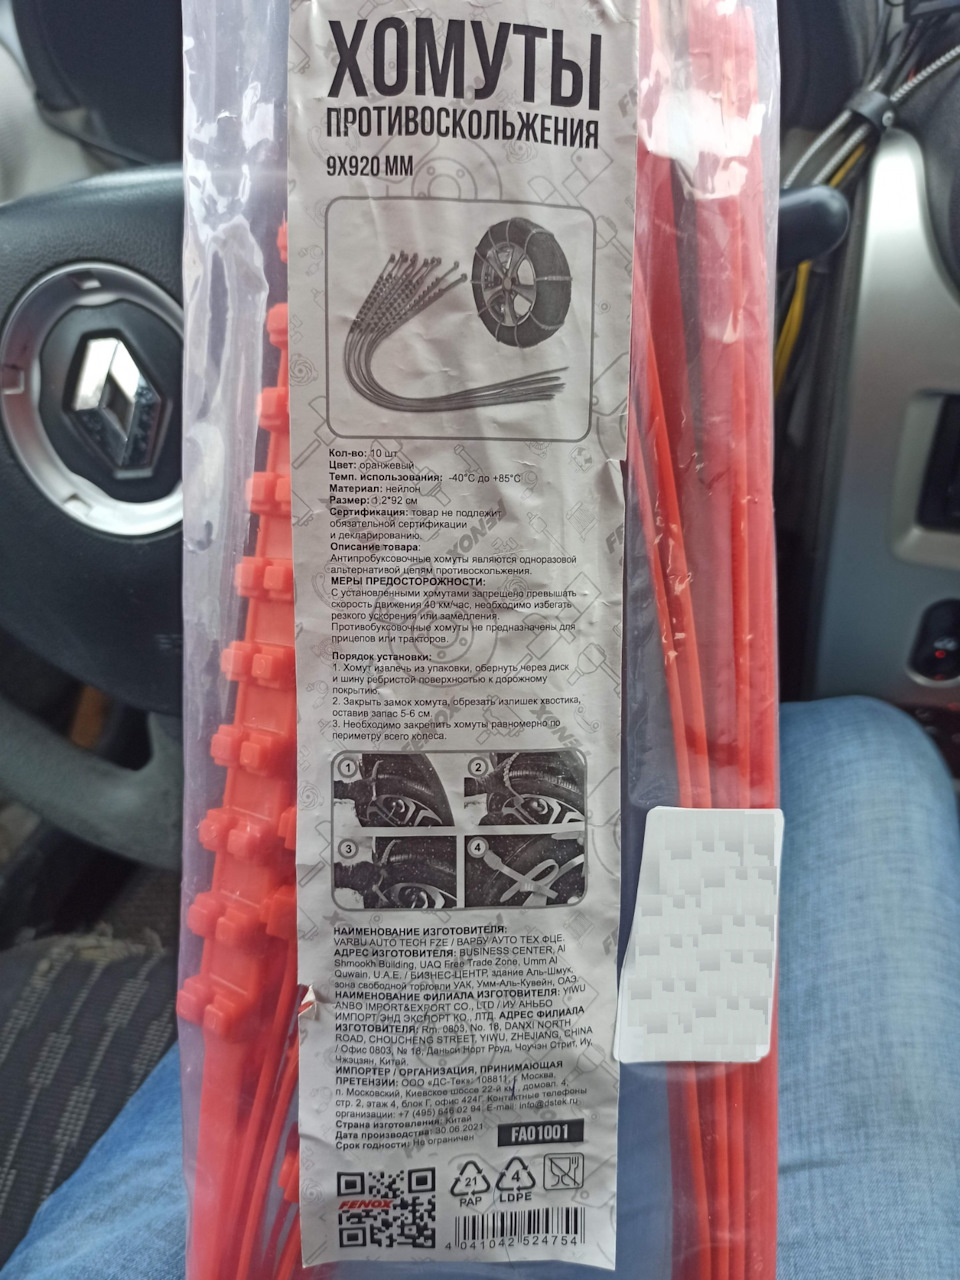 ХОМУТЫ
ПРОТИВОСКОЛЬЖЕНИЯ
9Х920 ММ
Кол-во: 10 шт
Цвет: оранжевый
Темп. использования: -40°С до +85°С
Материал: нейлон
Размер: 1,2*92 см
Сертификация: товар не подлежит
обязательной сертификации
и декларированию.
Описание товара:
Антипробуксовочные хомуты являются одноразовой
альтернативой цепям противоскольжения.
МЕРЫ ПРЕДОСТОРОЖНОСТИ:
С установленными хомутами запрещено превышать
скорость движения 40 км/час, необходимо избегать
резкого ускорения или замедления.
Противобуксовочные хомуты не предназначены для
прицепов или тракторов.
Порядок установки:
1. Хомут извлечь из упаковки, обернуть через диск
и шину ребристой поверхностью к дорожному
покрытию.
2. Закрыть замок хомута, обрезать излишек хвостика,
оставив запас 5-6 см.
3. Необходимо закрепить хомуты равномерно по
периметру всего колеса.
1
2
3
4
НАИМЕНОВАНИЕ ИЗГОТОВИТЕЛЯ:
VARBU AUTO TECH FZE / ВАРБУ АУТО ТЕХ ФЦЕ.
АДРЕС ИЗГОТОВИТЕЛЯ: BUSINESS CENTER, Al
Shmookh Building, UAQ Free Trade Zone, Umm Al
Quwain, U.A.E. / БИЗНЕС-ЦЕНТР, здание Аль-Шмук,
зона свободной торговли УАК, Умм-Аль-Кувейн, ОАЭ
НАИМЕНОВАНИЕ ФИЛИАЛА ИЗГОТОВИТЕЛЯ: YIWU
ANBO IMPORT&EXPORT CO., LTD / ИУ АНЬБО
ИМПОРТ ЭНД ЭКСПОРТ КО., ЛТД. АДРЕС ФИЛИАЛА
ИЗГОТОВИТЕЛЯ: Rm. 0803, No. 18, DANXI NORTH
ROAD, CHOUCHENG STREET, YIWU, ZHEJIANG, CHINA
/ Офис 0803, № 18, Даньси Норт Роуд, Чоучэн Стрит, Иу,
Чжэцзян, Китай.
ИМПОРТЕР / ОРГАНИЗАЦИЯ, ПРИНИМАЮЩАЯ
ПРЕТЕНЗИИ: ООО «ДС-Тек»: 108811, г. Москва,
п. Московский, Киевское шоссе 22-й км, домовл. 4,
стр. 2, этаж 4, блок Г, офис 424Г. Контактные телефоны
организации: +7 (495) 646 02 94 E-mail: info@dstek.ru
Страна изготовления: Китай
Дата производства: 30.06.2021
Срок годности: Не ограничен
FA01001
FENOX
21
PAP
4
LDPE
4 041042 524754